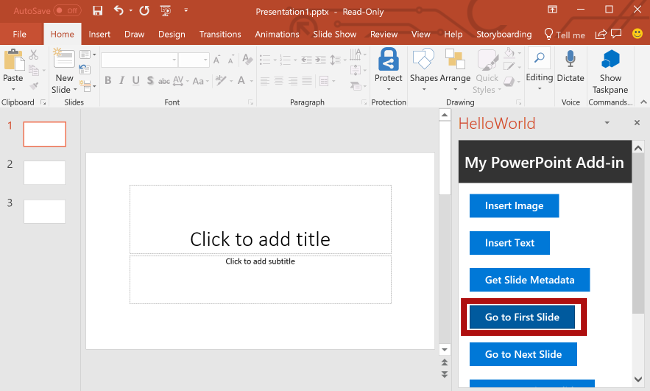 AutoSave Off Presentation1.pptx - Read-Only
File Home Insert Draw Design Transitions Animations Slide Show Review View Help Storyboarding Tell me
Paste New Slide Protect Shapes Arrange Quick Styles Editing Dictate Show Taskpane
B I U S abc AV Aa A A A
Clipboard Slides Font Paragraph Protection Drawing Voice Commands...
1
2
3
Click to add title
Click to add subtitle
HelloWorld
My PowerPoint Add-in
Insert Image
Insert Text
Get Slide Metadata
Go to First Slide
Go to Next Slide